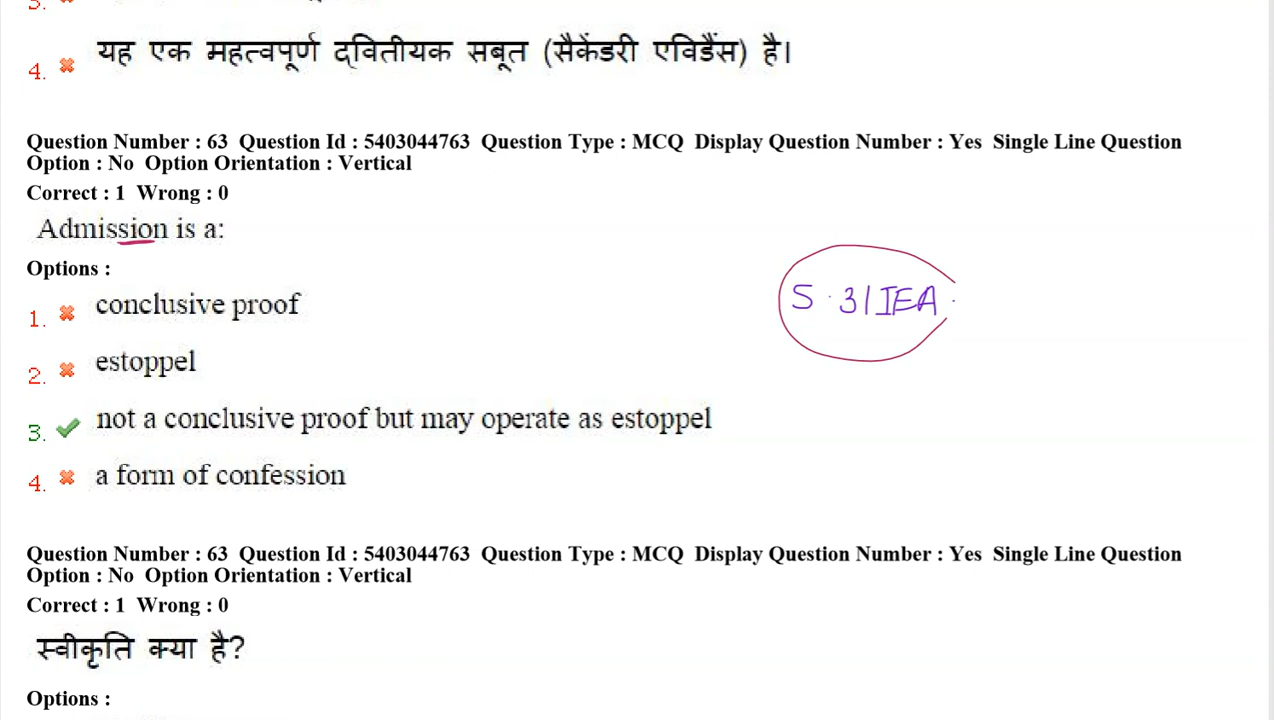 4. यह एक महत्वपूर्ण द्वितीयक सबूत (सैकेंडरी एविडैंस) है।
Question Number : 63 Question Id : 5403044763 Question Type : MCQ Display Question Number : Yes Single Line Question
Option : No Option Orientation : Vertical
Correct : 1 Wrong : 0
Admission is a:
Options :
1. conclusive proof
S. 31 IEA.
2. estoppel
3. not a conclusive proof but may operate as estoppel
4. a form of confession
Question Number : 63 Question Id : 5403044763 Question Type : MCQ Display Question Number : Yes Single Line Question
Option : No Option Orientation : Vertical
Correct : 1 Wrong : 0
स्वीकृति क्या है?
Options :